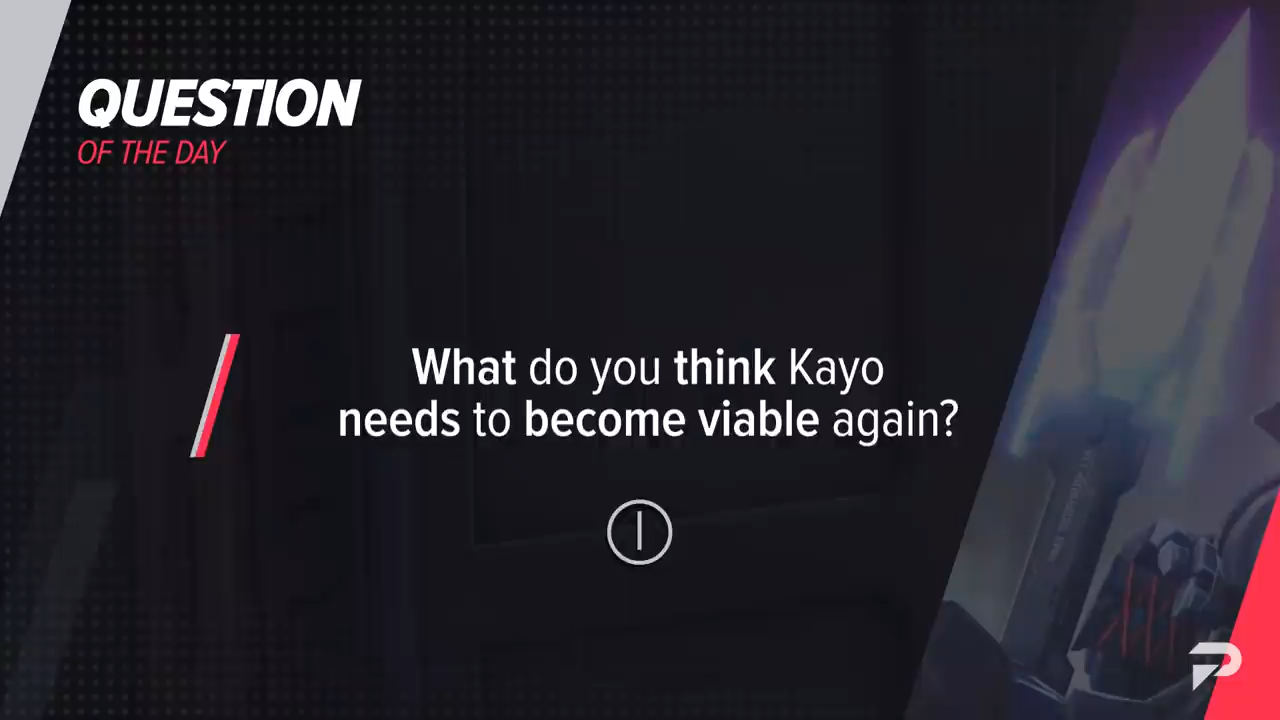 QUESTION
OF THE DAY
What do you think Kayo
needs to become viable again?